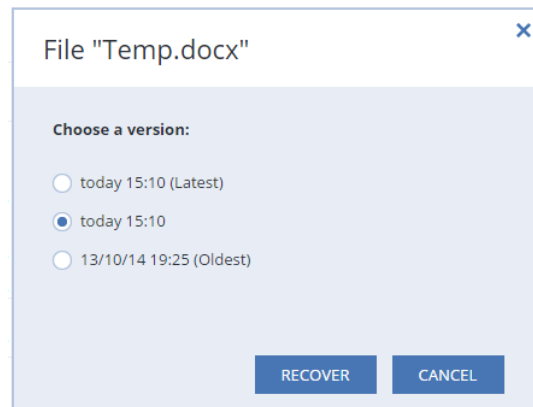 File "Temp.docx"
Choose a version:
today 15:10 (Latest)
today 15:10
13/10/14 19:25 (Oldest)
RECOVER CANCEL